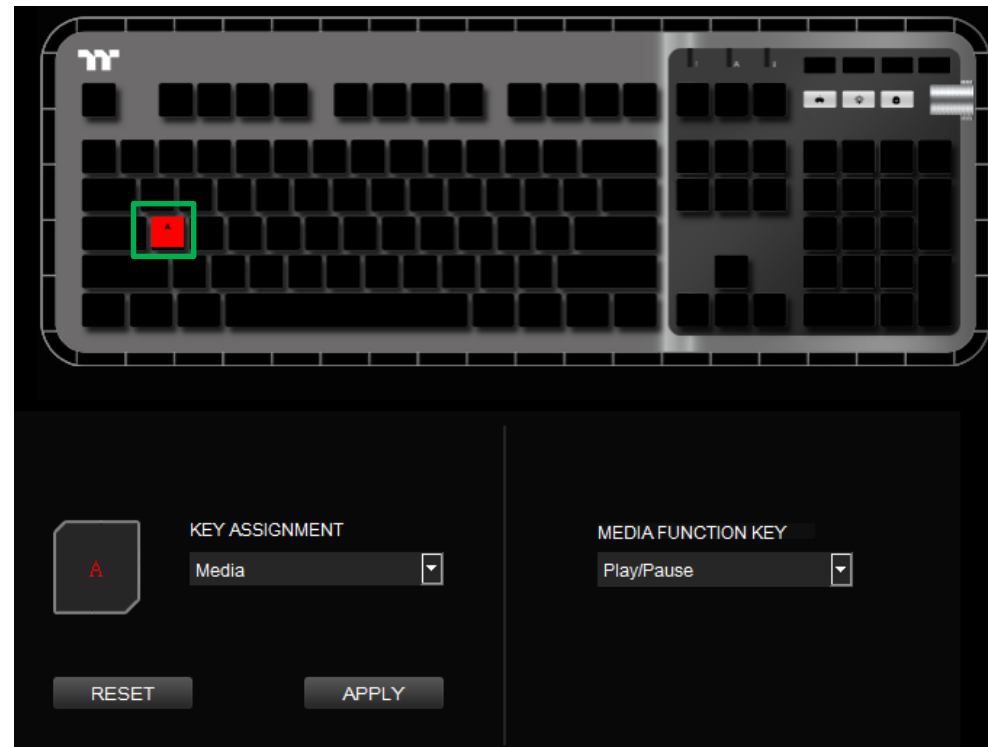 A
A
KEY ASSIGNMENT
MEDIA FUNCTION KEY
A
Media
Play/Pause
RESET
APPLY